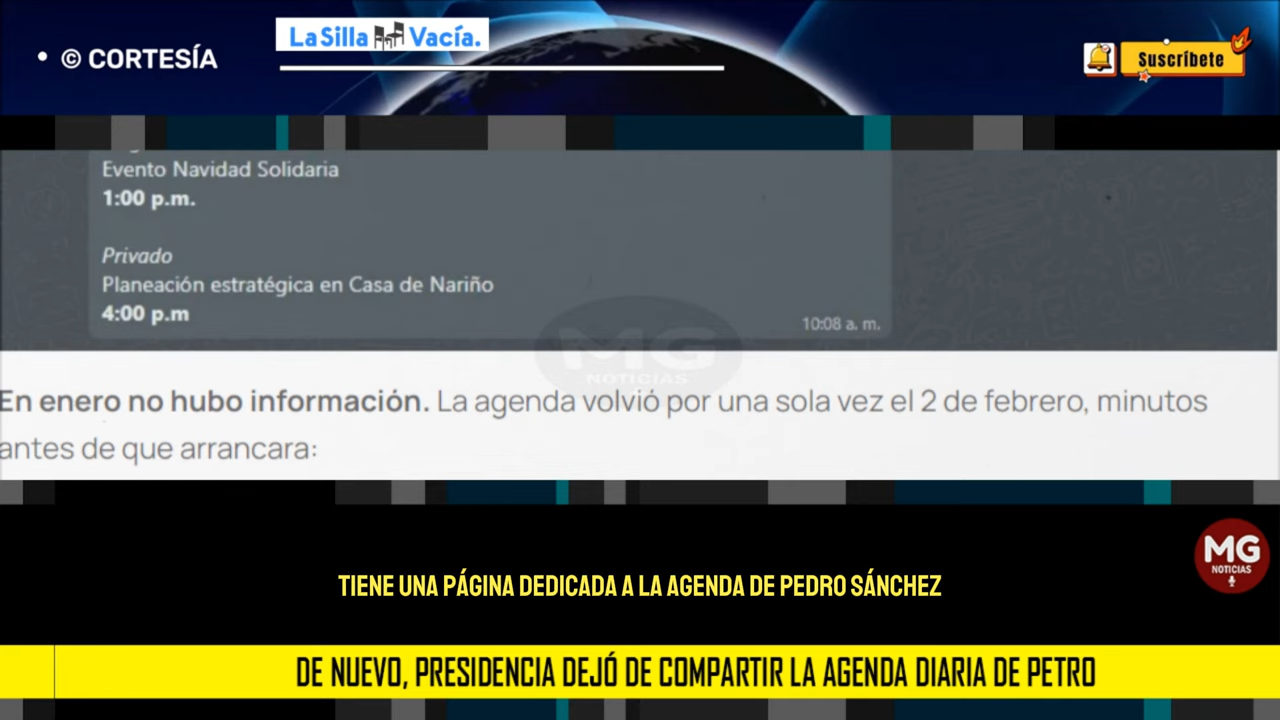 • © CORTESÍA
La Silla Vacía.
Suscríbete
Evento Navidad Solidaria
1:00 p.m.
Privado
Planeación estratégica en Casa de Nariño
4:00 p.m
10:08 a. m.
MG
NOTICIAS
En enero no hubo información. La agenda volvió por una sola vez el 2 de febrero, minutos
antes de que arrancara:
MG
NOTICIAS
TIENE UNA PÁGINA DEDICADA A LA AGENDA DE PEDRO SÁNCHEZ
DE NUEVO, PRESIDENCIA DEJÓ DE COMPARTIR LA AGENDA DIARIA DE PETRO